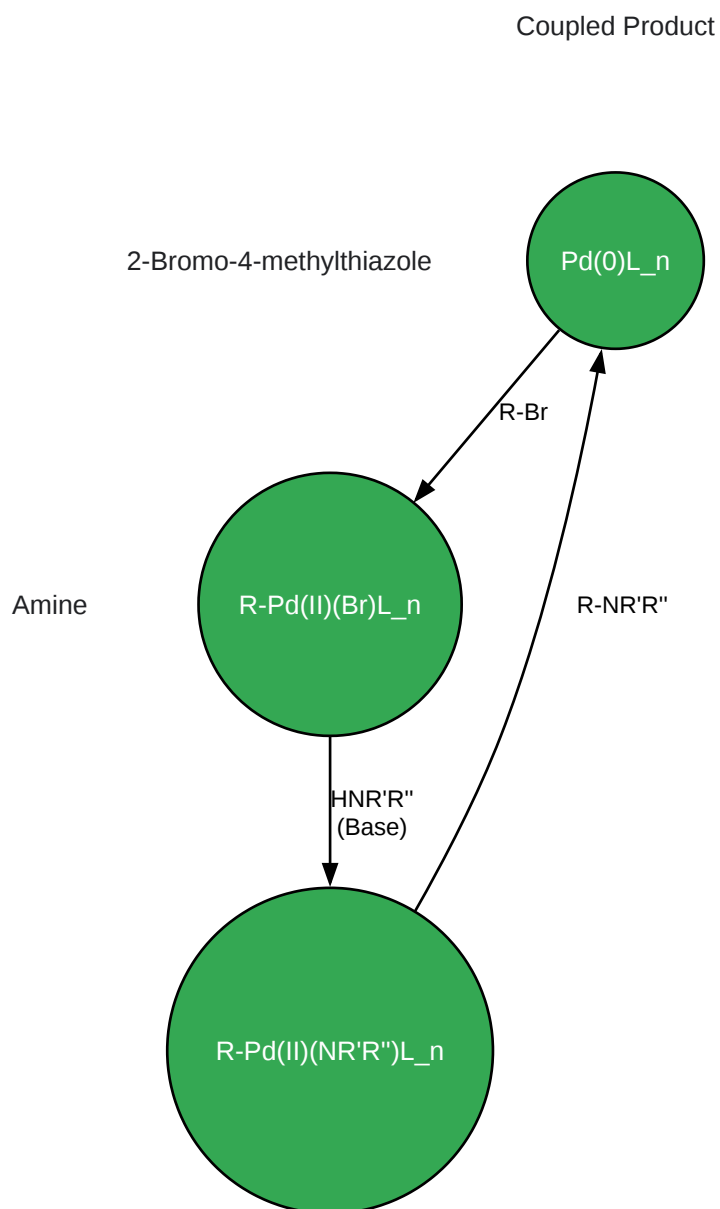 Coupled Product
2-Bromo-4-methylthiazole
Pd(0)L_n
R-Br
Amine
R-Pd(II)(Br)L_n
R-NR'R''
HNR'R''
(Base)
R-Pd(II)(NR'R'')L_n